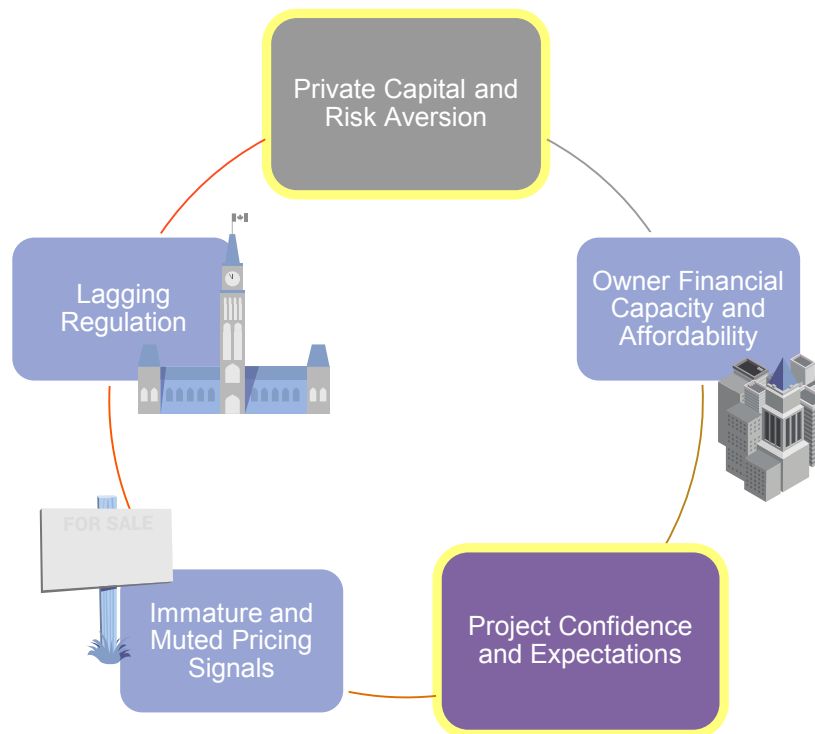 Private Capital and
Risk Aversion
Lagging
Regulation
Owner Financial
Capacity and
Affordability
FOR SALE
Immature and
Muted Pricing
Signals
Project Confidence
and Expectations